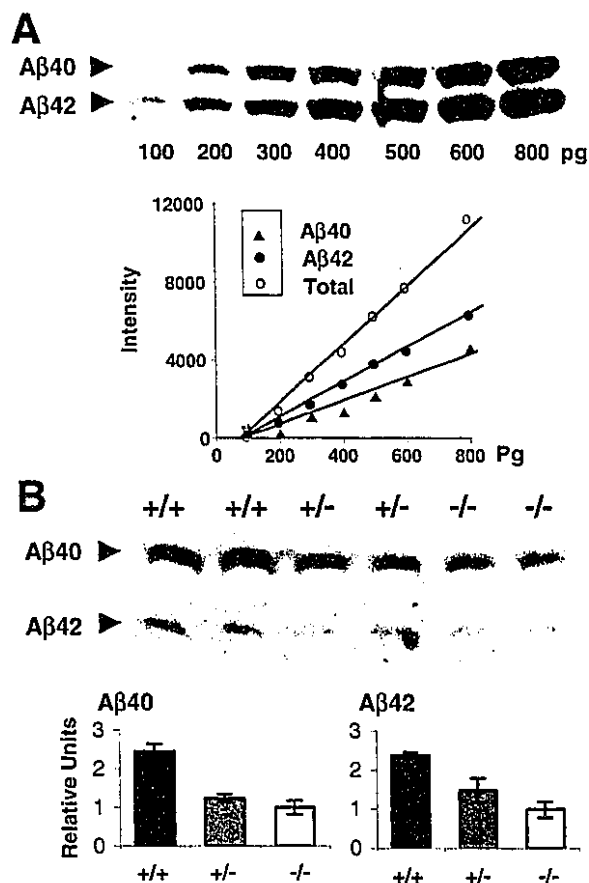 A
Aβ40
Aβ42
100 200 300 400 500 600 800 pg
12000
8000
4000
0
Intensity
Aβ40
Aβ42
Total
0 200 400 600 800 Pg
B
+/+ +/+ +/- +/- -/- -/-
Aβ40
Aβ42
Aβ40 Aβ42
Relative Units
3 3
2 2
1 1
0 0
+/+ +/- -/- +/+ +/- -/-